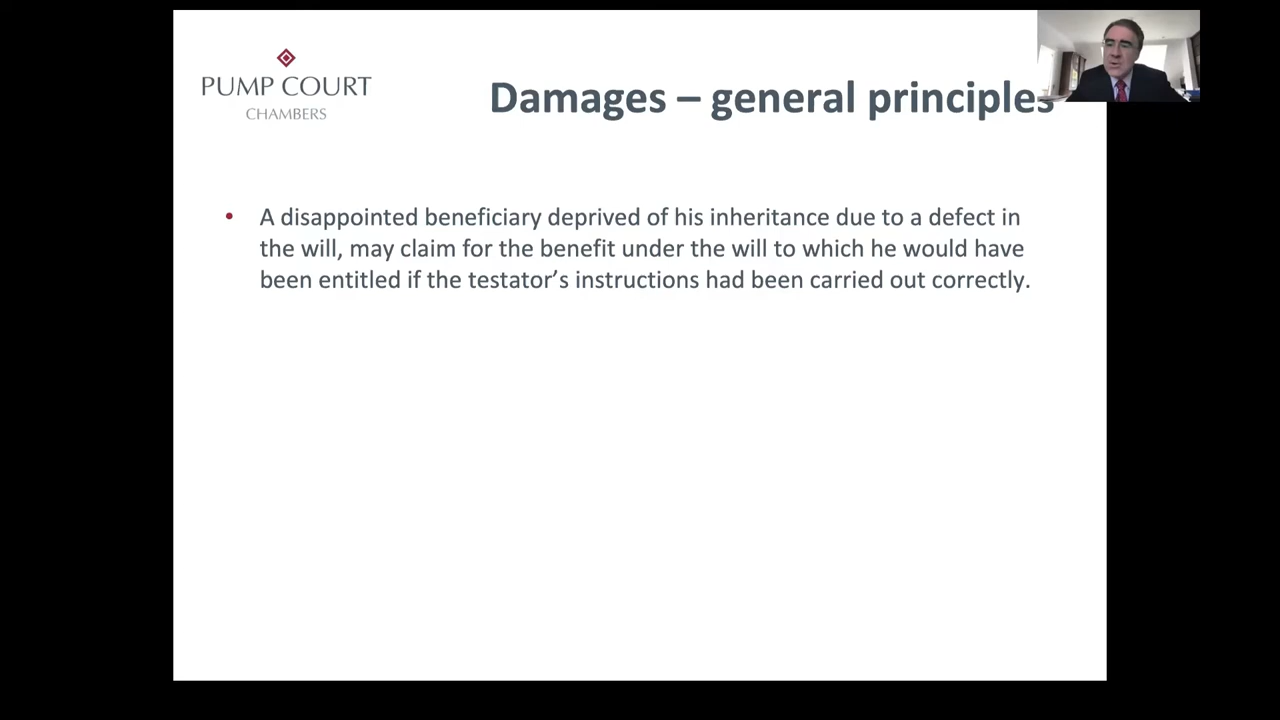 PUMP COURT
CHAMBERS
Damages – general principles
• A disappointed beneficiary deprived of his inheritance due to a defect in
the will, may claim for the benefit under the will to which he would have
been entitled if the testator’s instructions had been carried out correctly.